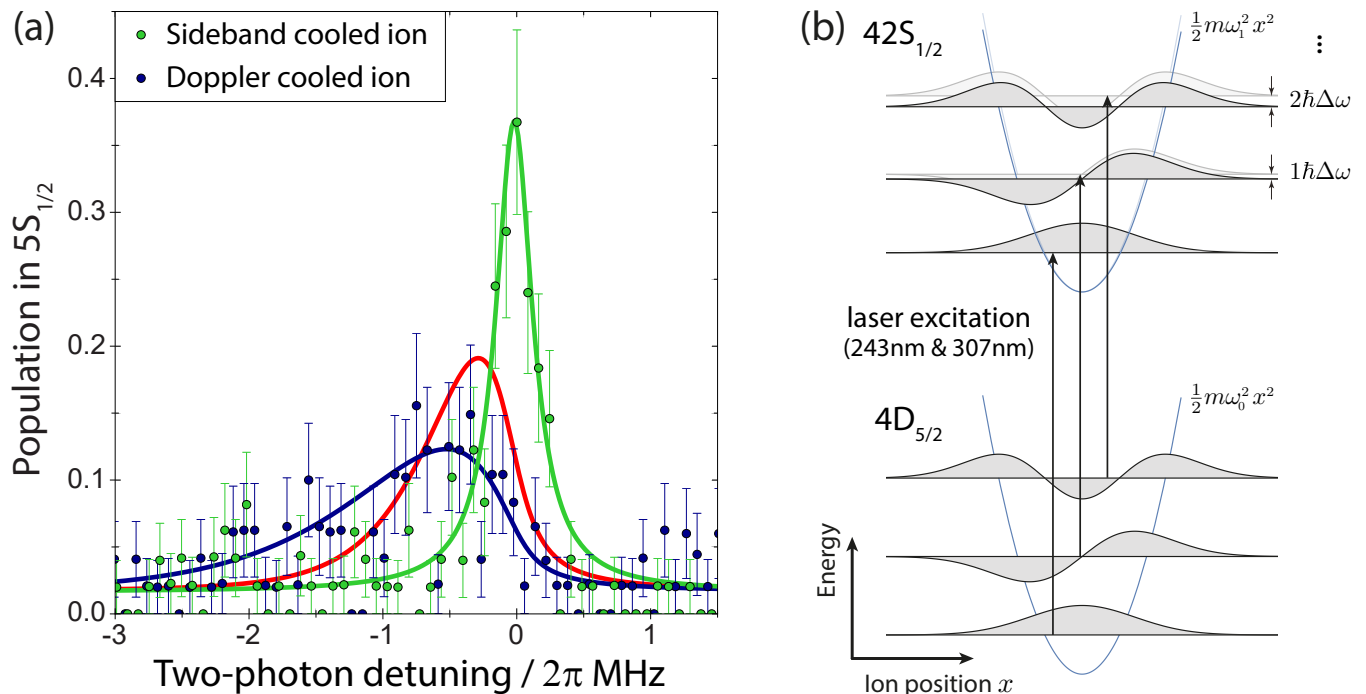 (a)
Sideband cooled ion
Doppler cooled ion
0.4
0.3
0.2
0.1
0.0
Population in 5S1/2
-3
-2
-1
0
1
Two-photon detuning / 2π MHz
(b)
42S1/2
½mω₁²x²
⋮
2ℏΔω
1ℏΔω
laser excitation
(243nm & 307nm)
4D5/2
½mω₀²x²
Energy
Ion position x